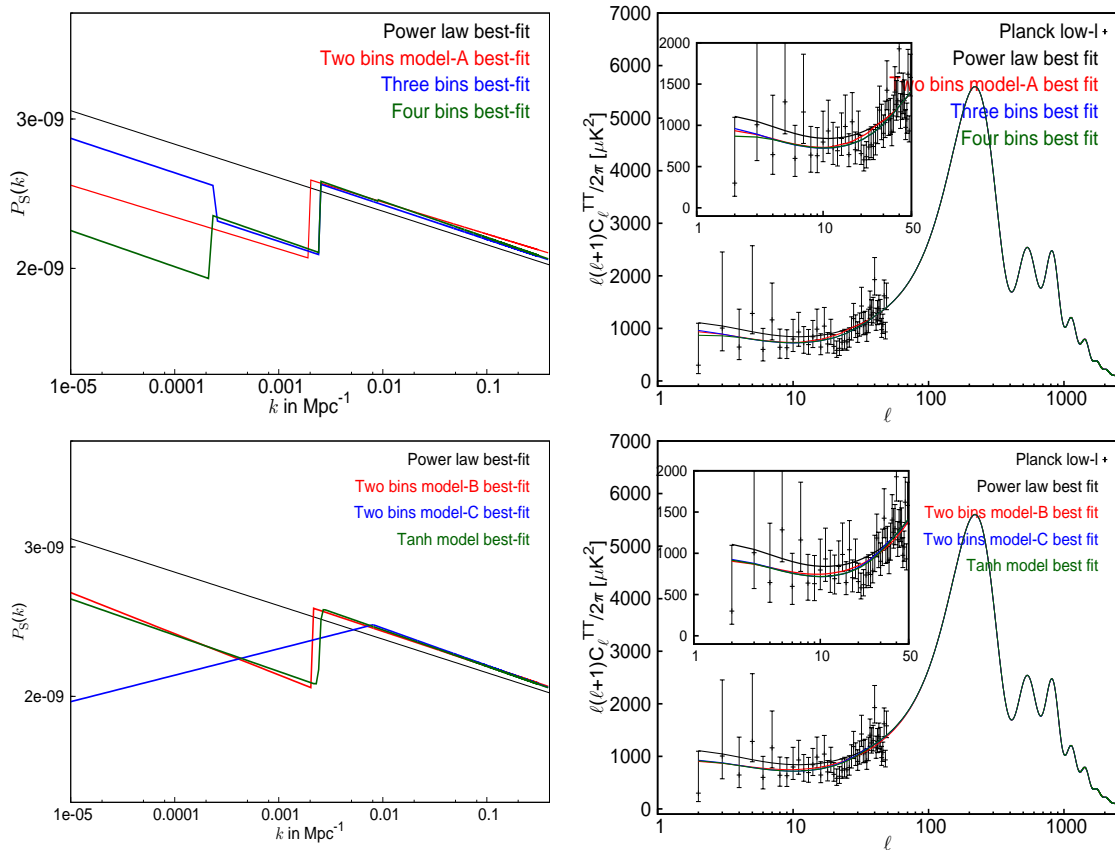 Power law best-fit
Two bins model-A best-fit
Three bins best-fit
Four bins best-fit
3e-09
2e-09
P_S(k)
1e-05 0.0001 0.001 0.01 0.1
k in Mpc^-1
Planck low-l
Power law best fit
Two bins model-A best fit
Three bins best fit
Four bins best fit
7000
6000
5000
4000
3000
2000
1000
0
ℓ(ℓ+1)C_ℓ^TT/2π [μK^2]
1 10 100 1000
ℓ
2000
1500
1000
500
0
1 10 50
Power law best-fit
Two bins model-B best-fit
Two bins model-C best-fit
Tanh model best-fit
3e-09
2e-09
P_S(k)
1e-05 0.0001 0.001 0.01 0.1
k in Mpc^-1
Planck low-l
Power law best fit
Two bins model-B best fit
Two bins model-C best fit
Tanh model best fit
7000
6000
5000
4000
3000
2000
1000
0
ℓ(ℓ+1)C_ℓ^TT/2π [μK^2]
1 10 100 1000
ℓ
2000
1500
1000
500
0
1 10 50